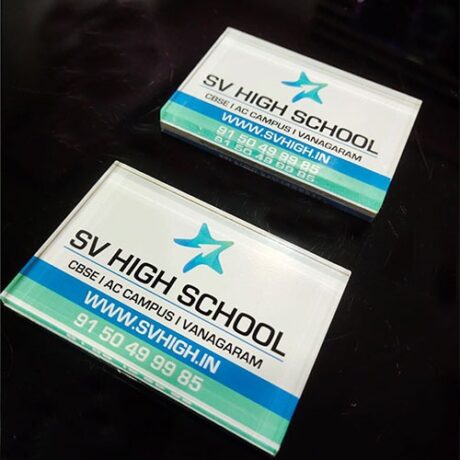 SV HIGH SCHOOL
CBSE | AC CAMPUS | VANAGARAM
WWW.SVHIGH.IN
91 50 49 99 85
SV HIGH SCHOOL
CBSE | AC CAMPUS | VANAGARAM
WWW.SVHIGH.IN
91 50 49 99 85